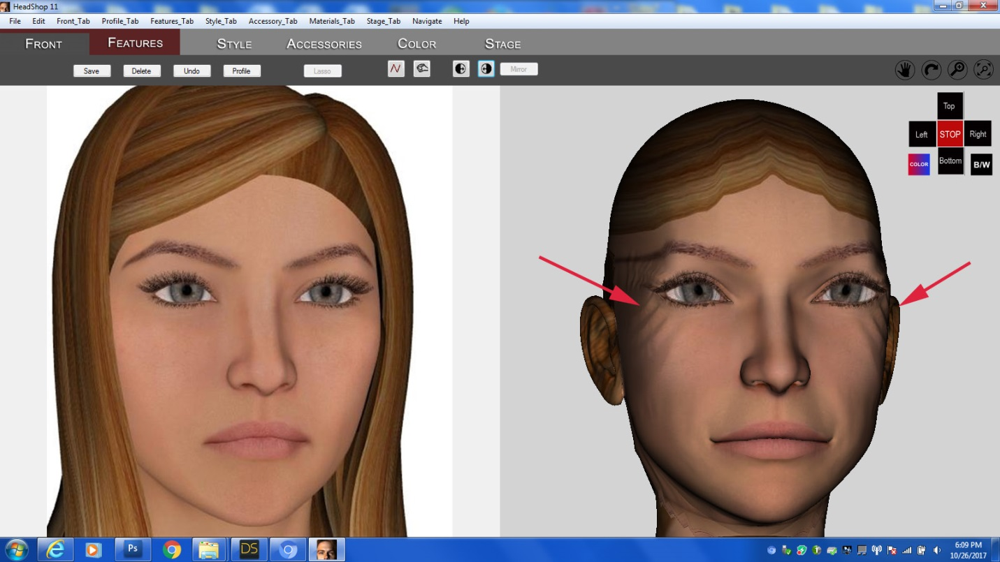 HeadShop 11
File Edit Front_Tab Profile_Tab Features_Tab Style_Tab Accessory_Tab Materials_Tab Stage_Tab Navigate Help
FRONT FEATURES STYLE ACCESSORIES COLOR STAGE
Save Delete Undo Profile Lasso Mirror
Top
Left STOP Right
COLOR Bottom B/W
Ps DS
6:09 PM
10/26/2017